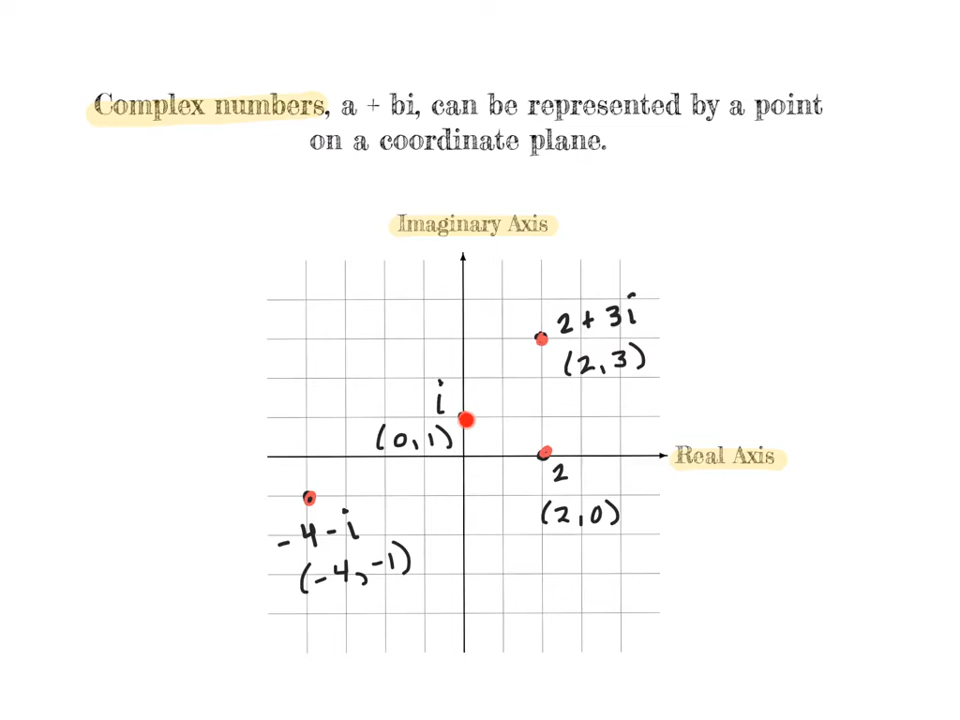 Complex numbers, a + bi, can be represented by a point
on a coordinate plane.
Imaginary Axis
2 + 3i
(2, 3)
i
(0, 1)
Real Axis
2
(2, 0)
-4 - i
(-4, -1)